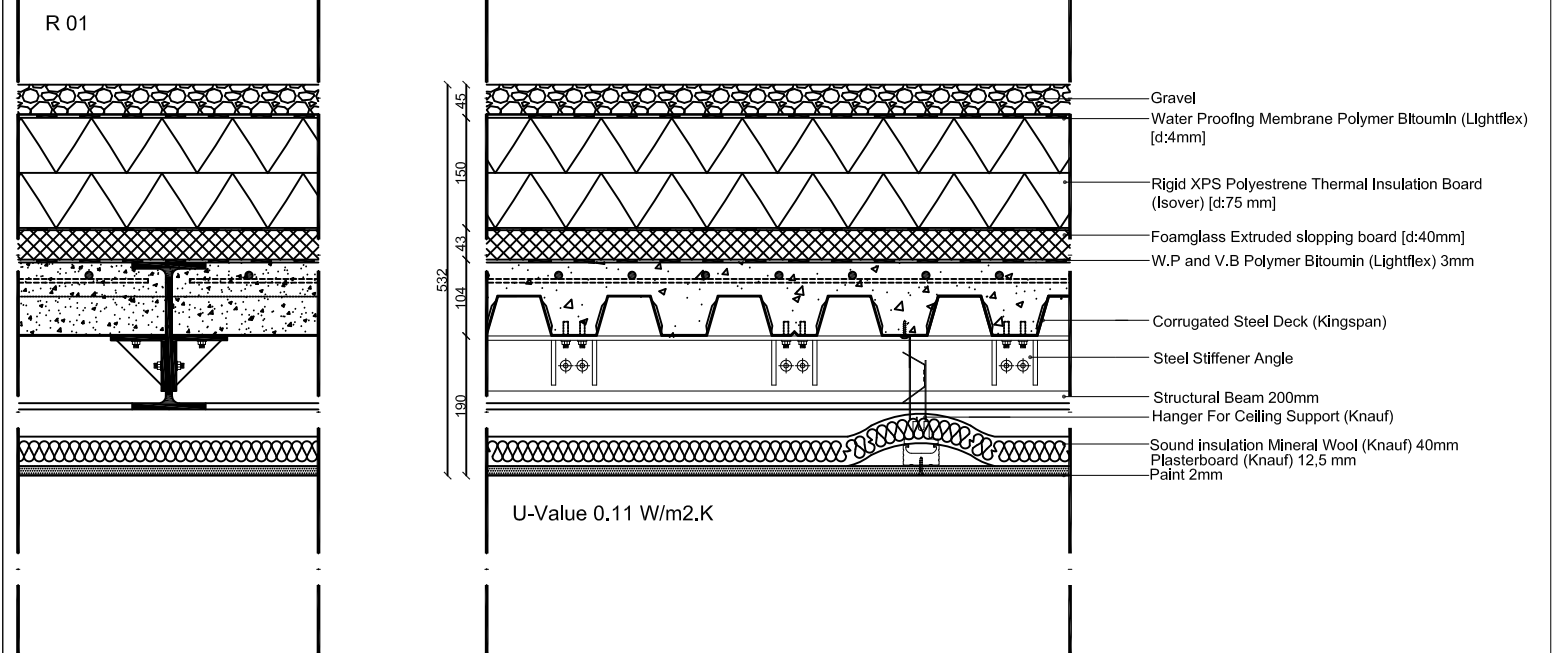 R 01
45
150
43
104
190
532
Gravel
Water Proofing Membrane Polymer Bitoumin (Lightflex)
[d:4mm]
Rigid XPS Polyestrene Thermal Insulation Board
(Isover) [d:75 mm]
Foamglass Extruded slopping board [d:40mm]
W.P and V.B Polymer Bitoumin (Lightflex) 3mm
Corrugated Steel Deck (Kingspan)
Steel Stiffener Angle
Structural Beam 200mm
Hanger For Ceiling Support (Knauf)
Sound insulation Mineral Wool (Knauf) 40mm
Plasterboard (Knauf) 12,5 mm
Paint 2mm
U-Value 0.11 W/m2.K